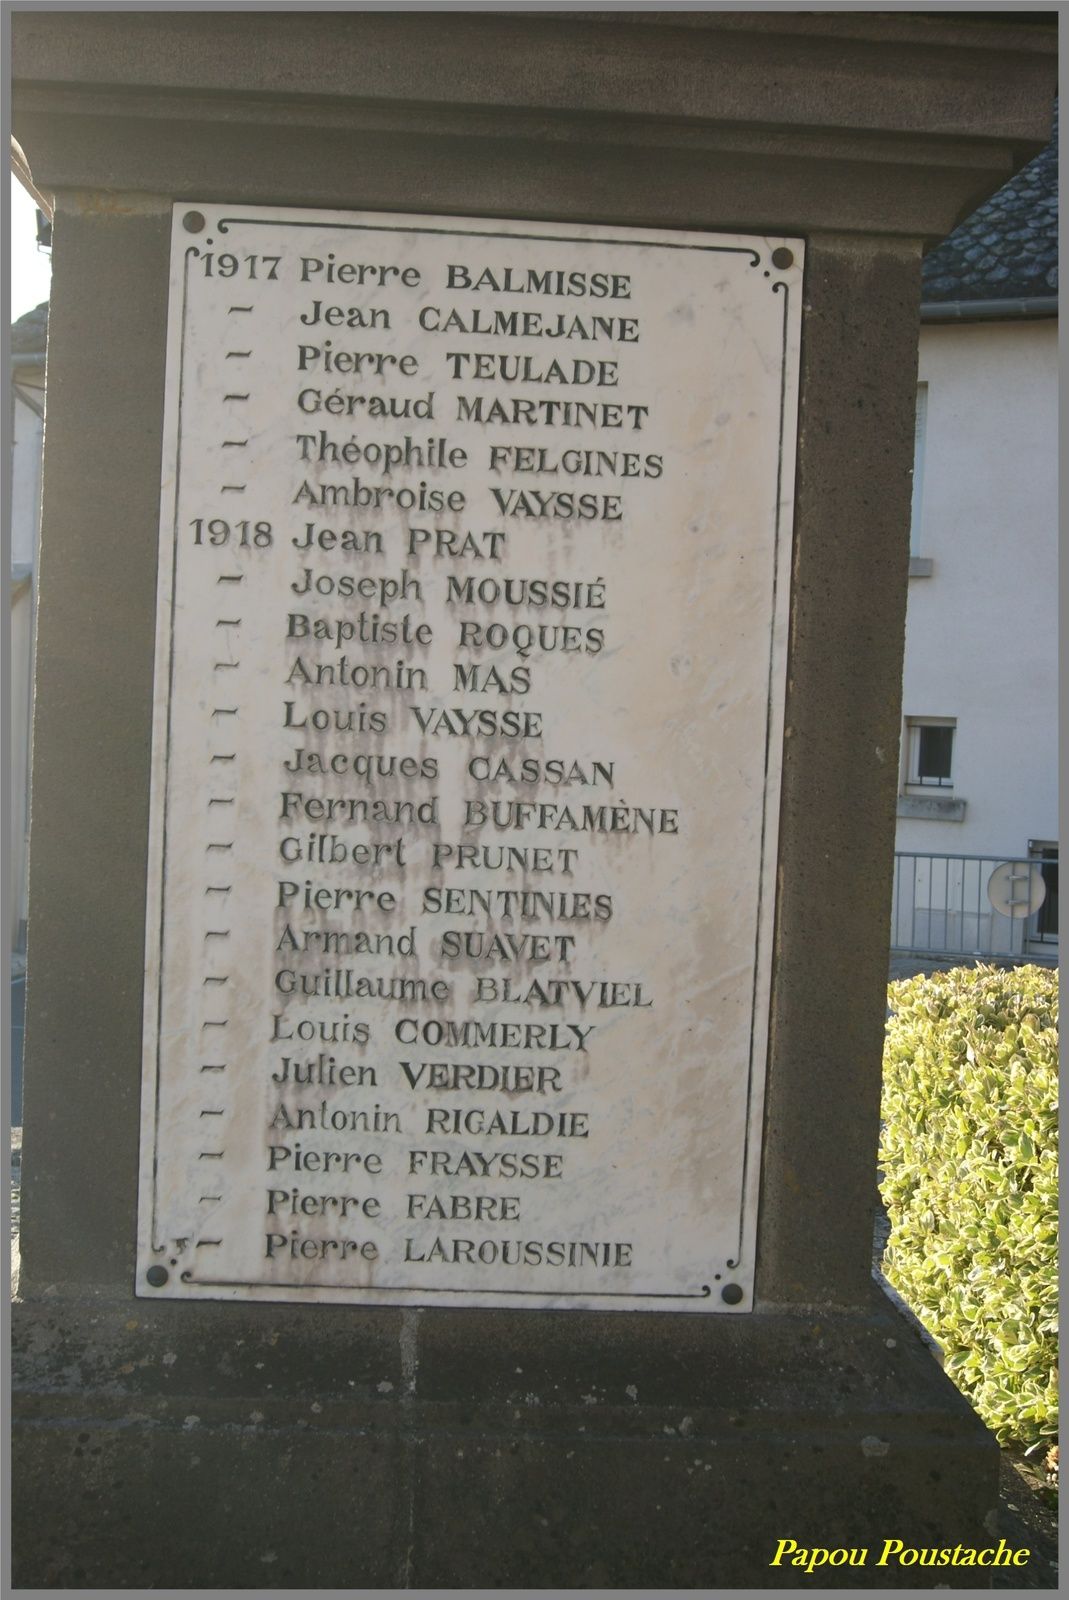 1917 Pierre BALMISSE
– Jean CALMEJANE
– Pierre TEULADE
– Géraud MARTINET
– Théophile FELGINES
– Ambroise VAYSSE
1918 Jean PRAT
– Joseph MOUSSIÉ
– Baptiste ROQUES
– Antonin MAS
– Louis VAYSSE
– Jacques CASSAN
– Fernand BUFFAMÈNE
– Gilbert PRUNET
– Pierre SENTINIES
– Armand SUAVET
– Guillaume BLATVIEL
– Louis COMMERLY
– Julien VERDIER
– Antonin RIGALDIE
– Pierre FRAYSSE
– Pierre FABRE
– Pierre LAROUSSINIE
Papou Poustache